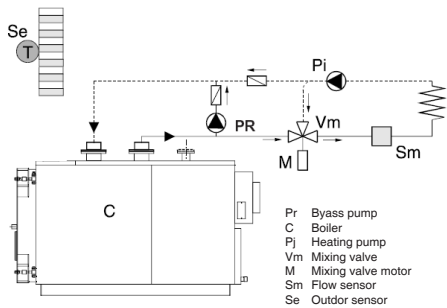 Se
T
Pi
PR
Vm
M
Sm
C
Pr Byass pump
C Boiler
Pj Heating pump
Vm Mixing valve
M Mixing valve motor
Sm Flow sensor
Se Outdor sensor